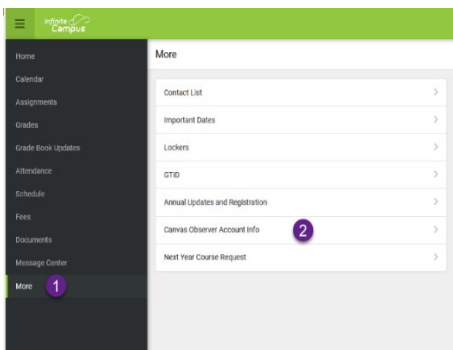 Infinite
Campus
Home
Calendar
Assignments
Grades
Grade Book Updates
Attendance
Schedule
Fees
Documents
Message Center
More
1
More
Contact List
Important Dates
Lockers
GTID
Annual Updates and Registration
Canvas Observer Account Info
2
Next Year Course Request